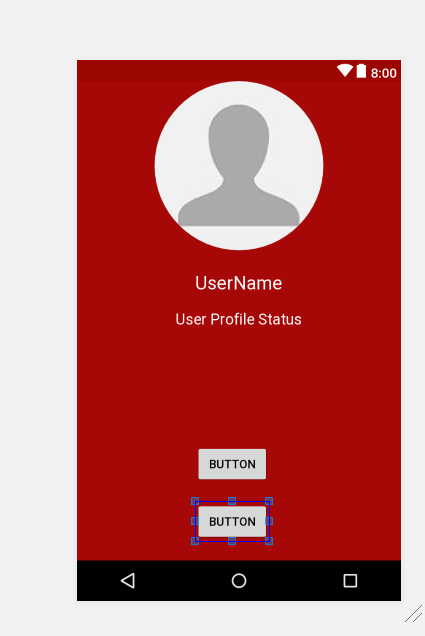 8:00
UserName
User Profile Status
BUTTON
BUTTON